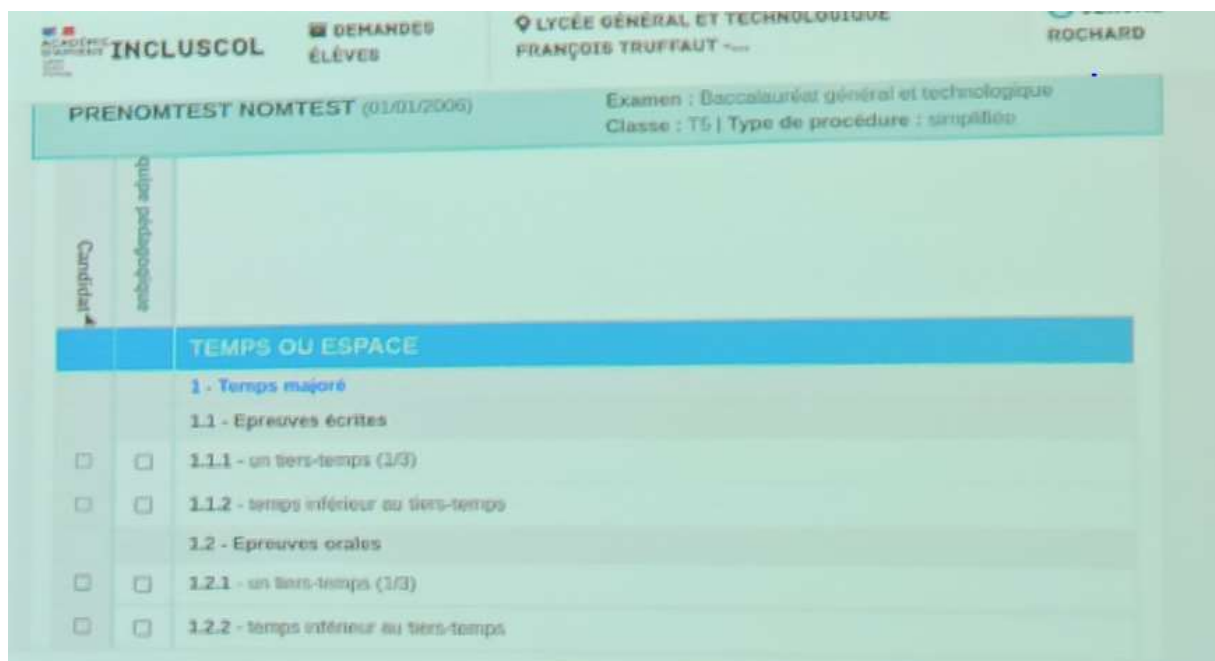 ACADÉMIE
D'AMIENS
INCLUSCOL
DEMANDES
ÉLÈVES
LYCÉE GÉNÉRAL ET TECHNOLOGIQUE
FRANÇOIS TRUFFAUT -...
ROCHARD
PRENOMTEST NOMTEST (01/01/2006)
Examen : Baccalauréat général et technologique
Classe : T5 | Type de procédure : simplifiée
Candidat
quipe pédagogique
TEMPS OU ESPACE
1 - Temps majoré
1.1 - Epreuves écrites
1.1.1 - un tiers-temps (1/3)
1.1.2 - temps inférieur au tiers-temps
1.2 - Epreuves orales
1.2.1 - un tiers-temps (1/3)
1.2.2 - temps inférieur au tiers-temps